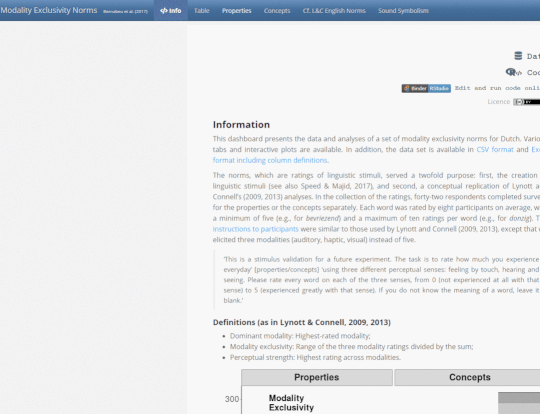 Modality Exclusivity Norms Bernabeu et al. (2017) Info Table Properties Concepts Cf. L&C English Norms Sound Symbolism
Dat
Coc
Binder RStudio Edit and run code onli
Licence BY
Information
This dashboard presents the data and analyses of a set of modality exclusivity norms for Dutch. Vario
tabs and interactive plots are available. In addition, the data set is available in CSV format and Exc
format including column definitions.
The norms, which are ratings of linguistic stimuli, served a twofold purpose: first, the creation
linguistic stimuli (see also Speed & Majid, 2017), and second, a conceptual replication of Lynott a
Connell's (2009, 2013) analyses. In the collection of the ratings, forty-two respondents completed surve
for the properties or the concepts separately. Each word was rated by eight participants on average, w
a minimum of five (e.g., for bevriezend) and a maximum of ten ratings per word (e.g., for donzig). T
instructions to participants were similar to those used by Lynott and Connell (2009, 2013), except that w
elicited three modalities (auditory, haptic, visual) instead of five.
'This is a stimulus validation for a future experiment. The task is to rate how much you experience
everyday' [properties/concepts] 'using three different perceptual senses: feeling by touch, hearing and
seeing. Please rate every word on each of the three senses, from 0 (not experienced at all with that
sense) to 5 (experienced greatly with that sense). If you do not know the meaning of a word, leave it
blank.'
Definitions (as in Lynott & Connell, 2009, 2013)
• Dominant modality: Highest-rated modality;
• Modality exclusivity: Range of the three modality ratings divided by the sum;
• Perceptual strength: Highest rating across modalities.
Properties Concepts
300
Modality
Exclusivity